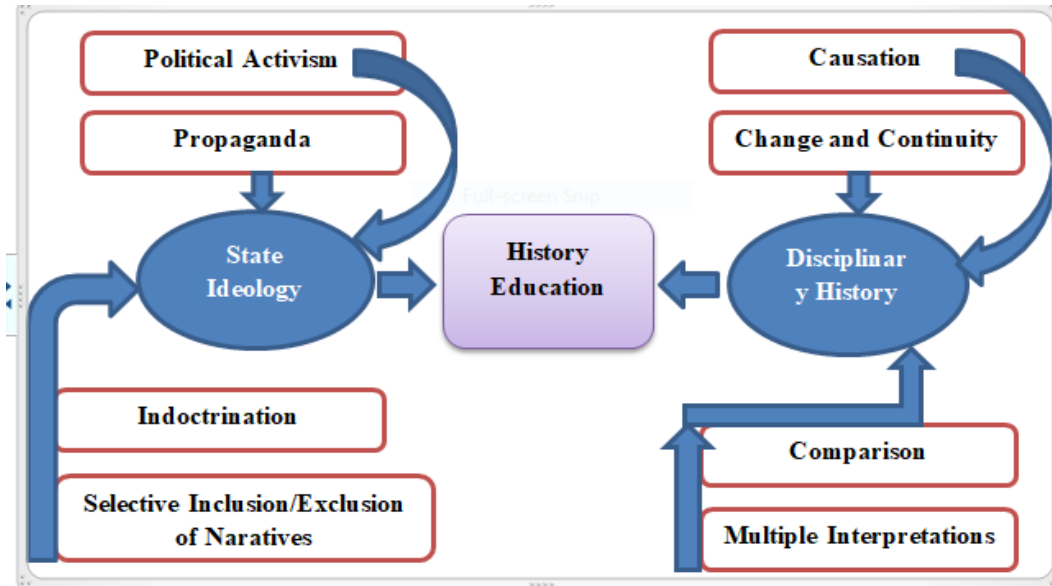 Political Activism
Propaganda
State
Ideology
Indoctrination
Selective Inclusion/Exclusion
of Naratives
Full-screen Snip
History
Education
Causation
Change and Continuity
Disciplinar
y History
Comparison
Multiple Interpretations